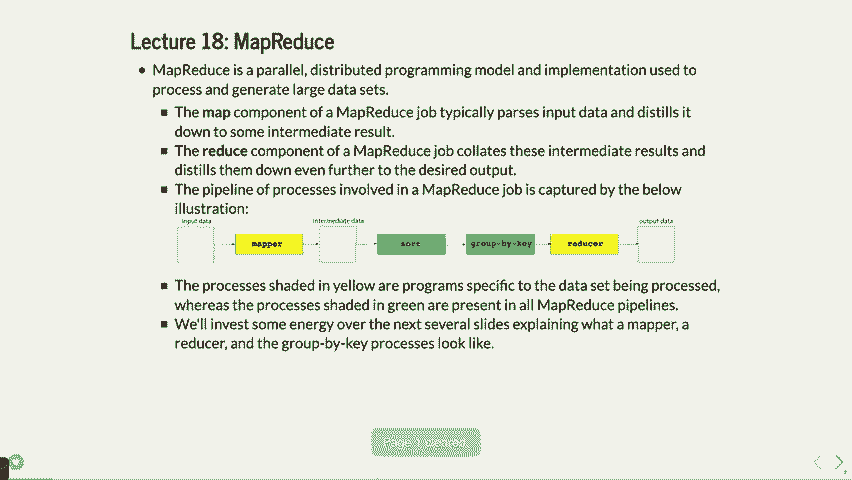 Lecture 18: MapReduce
MapReduce is a parallel, distributed programming model and implementation used to
process and generate large data sets.
The map component of a MapReduce job typically parses input data and distills it
down to some intermediate result.
The reduce component of a MapReduce job collates these intermediate results and
distills them down even further to the desired output.
The pipeline of processes involved in a MapReduce job is captured by the below
illustration:
input data intermediate data output data
mapper sort group-by-key reducer
The processes shaded in yellow are programs specific to the data set being processed,
whereas the processes shaded in green are present in all MapReduce pipelines.
We'll invest some energy over the next several slides explaining what a mapper, a
reducer, and the group-by-key processes look like.